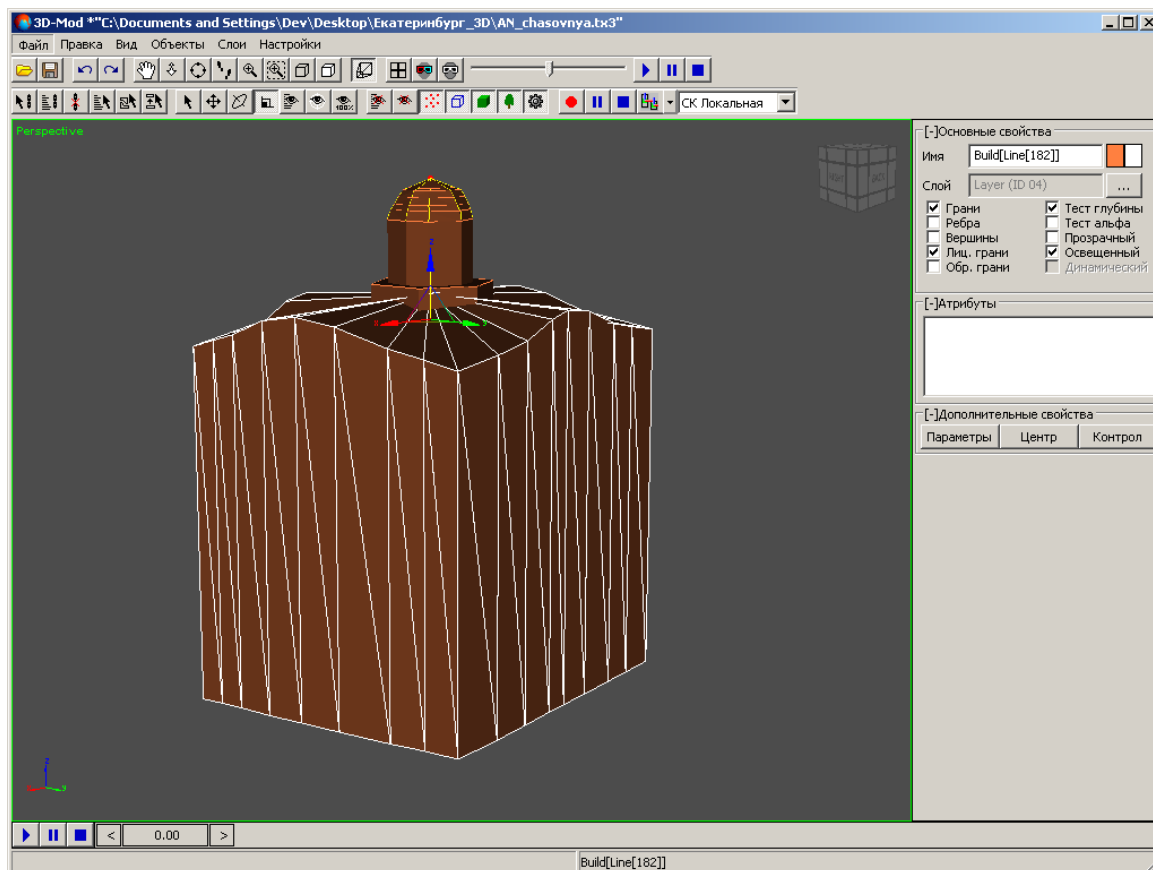 3D-Mod *"C:\Documents and Settings\Dev\Desktop\Екатеринбург_3D\AN_chasovnya.tx3"
Файл Правка Вид Объекты Слои Настройки
100%
СК Локальная
Perspective
[-]Основные свойства
Имя Build[Line[182]]
Слой Layer (ID 04) ...
Грани Тест глубины
Ребра Тест альфа
Вершины Прозрачный
Лиц. грани Освещенный
Обр. грани Динамический
[-]Атрибуты
[-]Дополнительные свойства
Параметры Центр Контрол
z
x y
z
x y
< 0.00 >
Build[Line[182]]